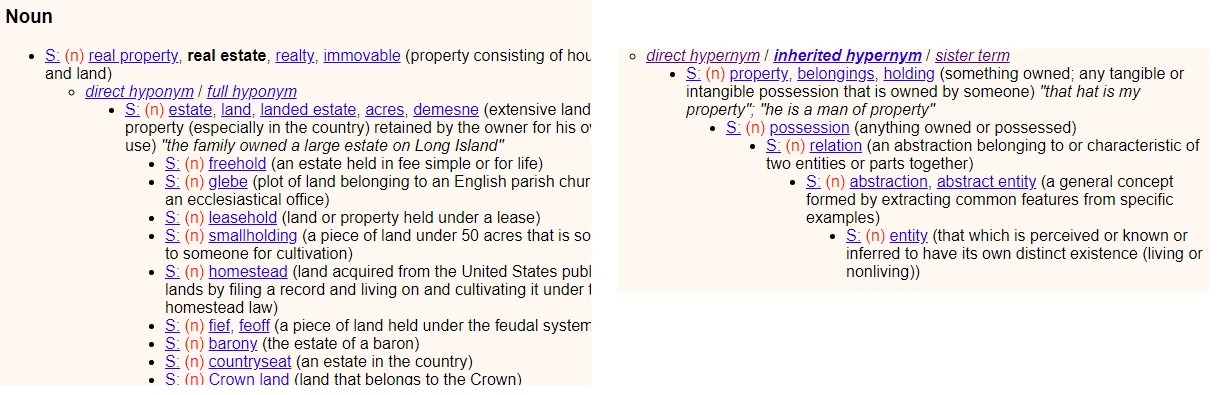 Noun
S: (n) real property, real estate, realty, immovable (property consisting of hou
and land)
direct hyponym / full hyponym
S: (n) estate, land, landed estate, acres, demesne (extensive land
property (especially in the country) retained by the owner for his o
use) "the family owned a large estate on Long Island"
S: (n) freehold (an estate held in fee simple or for life)
S: (n) glebe (plot of land belonging to an English parish chur
an ecclesiastical office)
S: (n) leasehold (land or property held under a lease)
S: (n) smallholding (a piece of land under 50 acres that is so
to someone for cultivation)
S: (n) homestead (land acquired from the United States publ
lands by filing a record and living on and cultivating it under t
homestead law)
S: (n) fief, feoff (a piece of land held under the feudal system
S: (n) barony (the estate of a baron)
S: (n) countryseat (an estate in the country)
S: (n) Crown land (land that belongs to the Crown)
direct hypernym / inherited hypernym / sister term
S: (n) property, belongings, holding (something owned; any tangible or
intangible possession that is owned by someone) "that hat is my
property"; "he is a man of property"
S: (n) possession (anything owned or possessed)
S: (n) relation (an abstraction belonging to or characteristic of
two entities or parts together)
S: (n) abstraction, abstract entity (a general concept
formed by extracting common features from specific
examples)
S: (n) entity (that which is perceived or known or
inferred to have its own distinct existence (living or
nonliving))